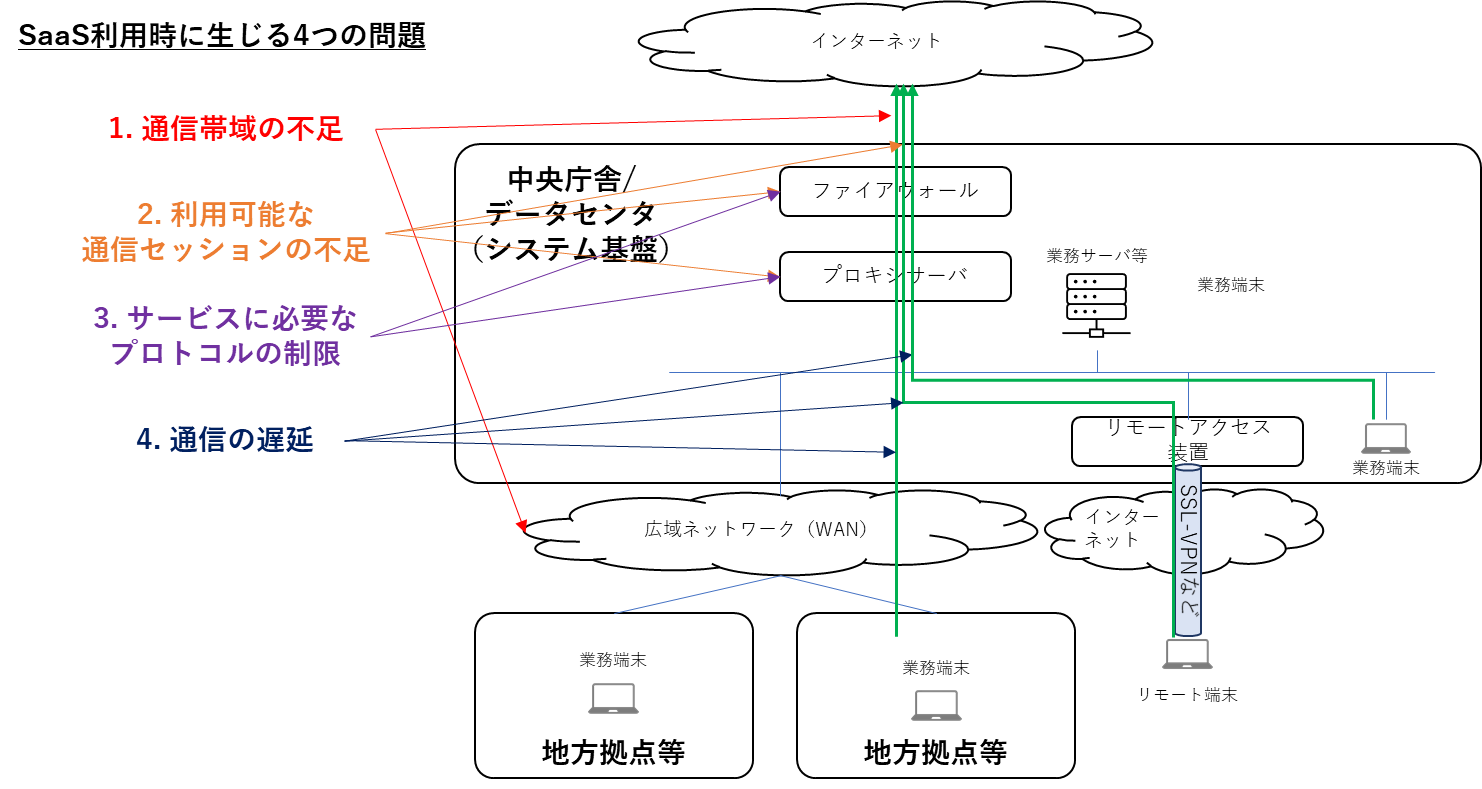 SaaS利用時に生じる4つの問題
インターネット
1. 通信帯域の不足
中央庁舎/
データセンタ
（システム基盤）
ファイアウォール
2. 利用可能な
通信セッションの不足
プロキシサーバ
業務サーバ等
業務端末
3. サービスに必要な
プロトコルの制限
4. 通信の遅延
リモートアクセス
装置
業務端末
広域ネットワーク（WAN）
インター
ネット
SSL-VPNなど
業務端末
地方拠点等
業務端末
地方拠点等
リモート端末